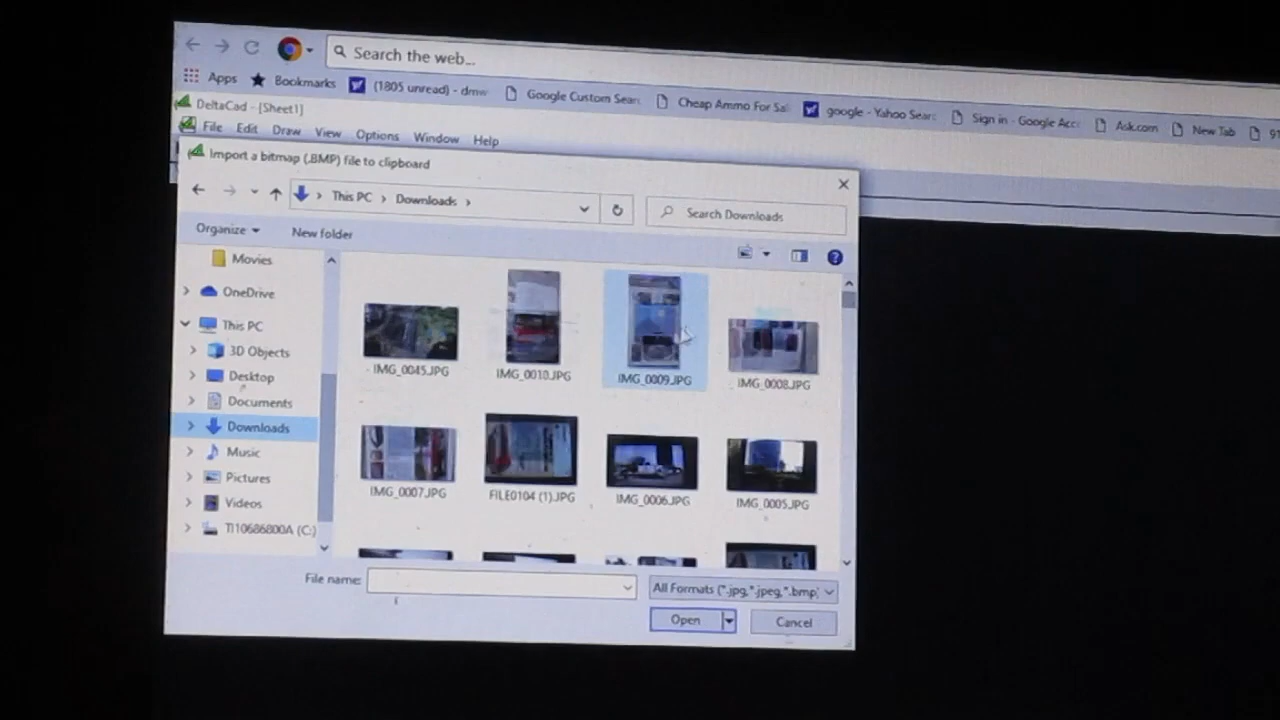 Search the web...
Apps
Bookmarks
(1805 unread) - dmw
Google Custom Searc
Cheap Ammo For Sal
google - Yahoo Searc
Sign in - Google Acco
Ask.com
New Tab
91
DeltaCad - [Sheet1]
File Edit Draw View Options Window Help
Import a bitmap (.BMP) file to clipboard
This PC > Downloads >
Search Downloads
Organize
New folder
Movies
OneDrive
This PC
3D Objects
Desktop
Documents
Downloads
Music
Pictures
Videos
TI10686800A (C:)
IMG_0045.JPG
IMG_0010.JPG
IMG_0009.JPG
IMG_0008.JPG
IMG_0007.JPG
FILE0104 (1).JPG
IMG_0006.JPG
IMG_0005.JPG
File name:
All Formats (*.jpg,*.jpeg,*.bmp,
Open
Cancel